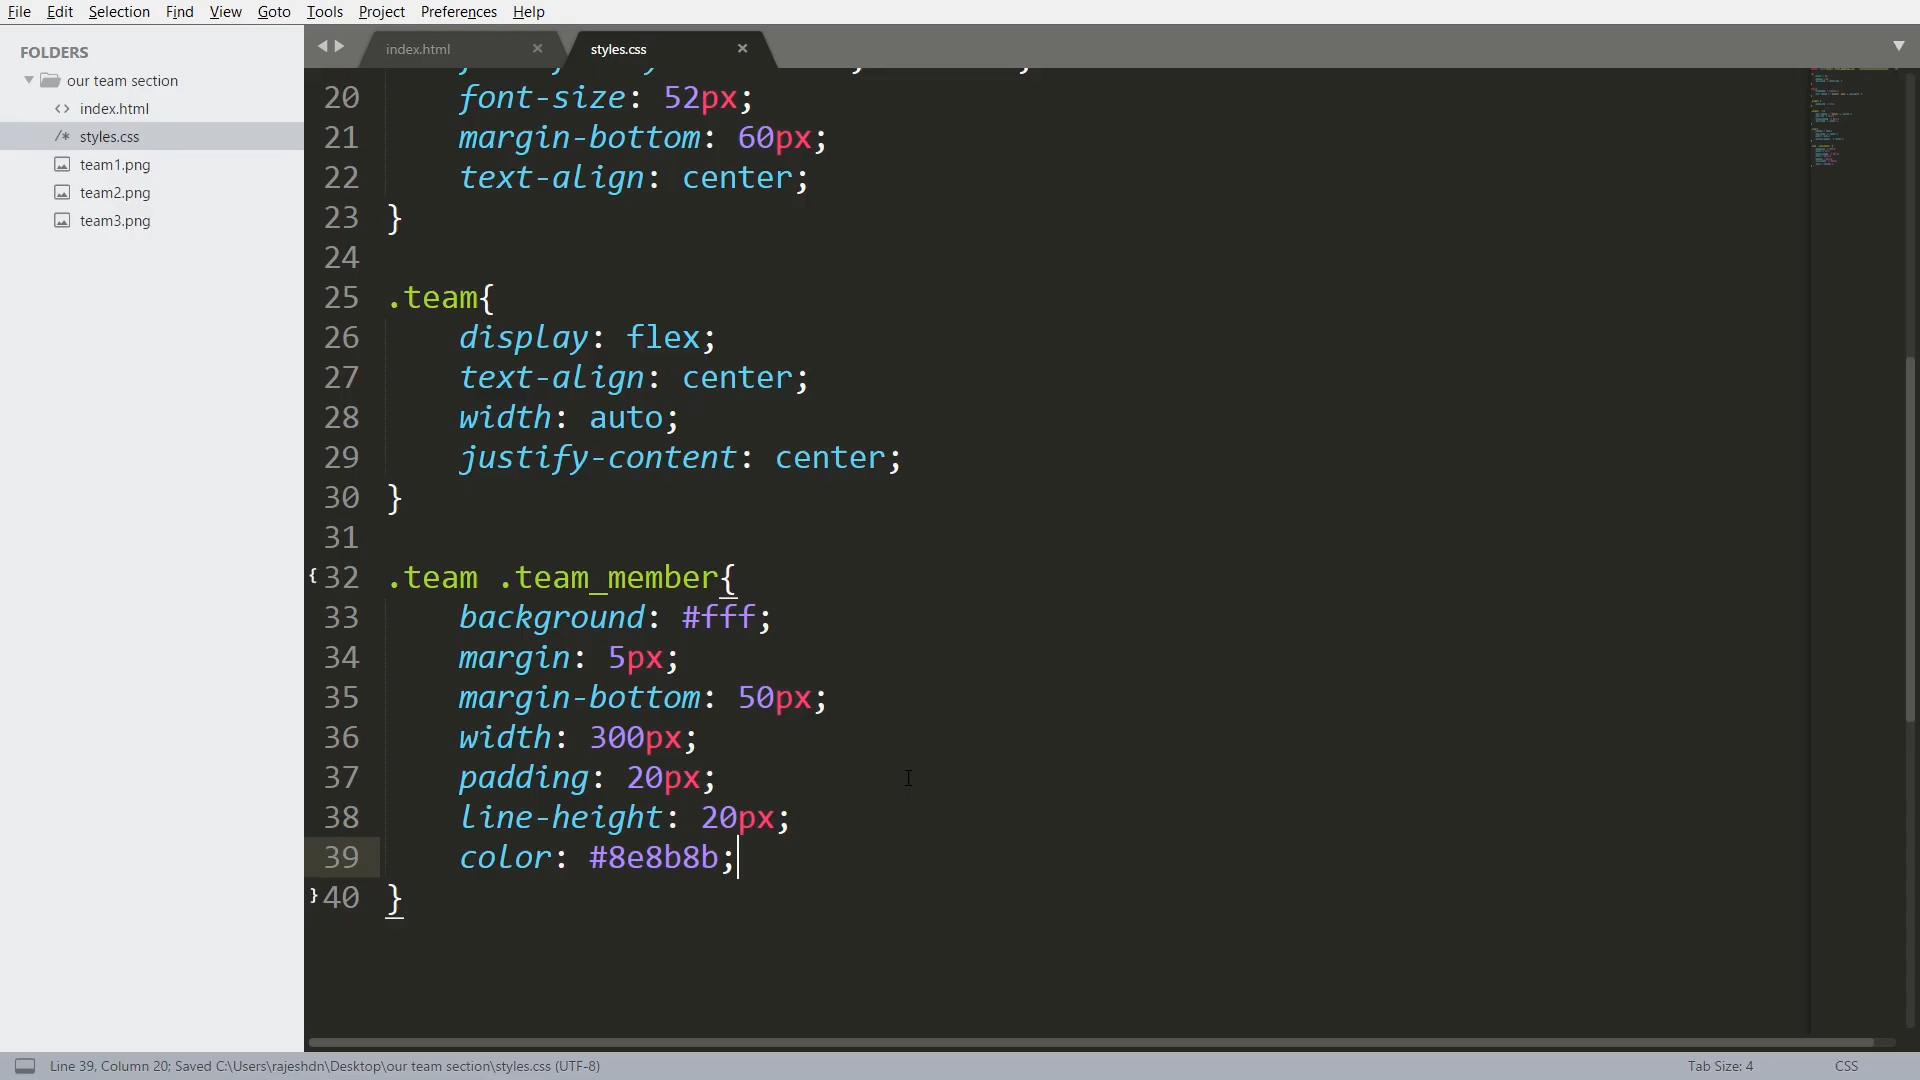 File Edit Selection Find View Goto Tools Project Preferences Help
FOLDERS
our team section
<> index.html
/* styles.css
team1.png
team2.png
team3.png
index.html × styles.css ×
20 font-size: 52px;
21 margin-bottom: 60px;
22 text-align: center;
23 }
24
25 .team{
26 display: flex;
27 text-align: center;
28 width: auto;
29 justify-content: center;
30 }
31
{ 32 .team .team_member{
33 background: #fff;
34 margin: 5px;
35 margin-bottom: 50px;
36 width: 300px;
37 padding: 20px;
38 line-height: 20px;
39 color: #8e8b8b;
} 40 }
Line 39, Column 20; Saved C:\Users\rajeshdn\Desktop\our team section\styles.css (UTF-8) Tab Size: 4 CSS